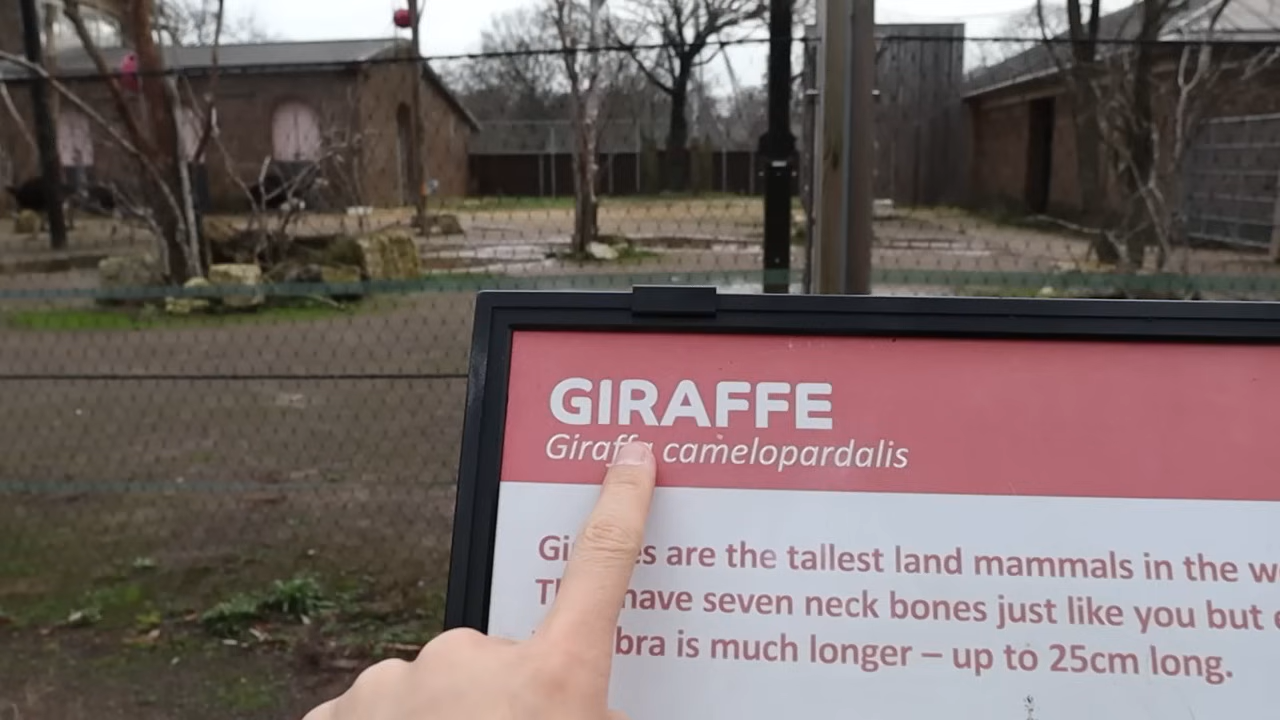 GIRAFFE
Giraffa camelopardalis
are the tallest land mammals in the
have seven neck bones just like you but
is much longer – up to 25cm long.